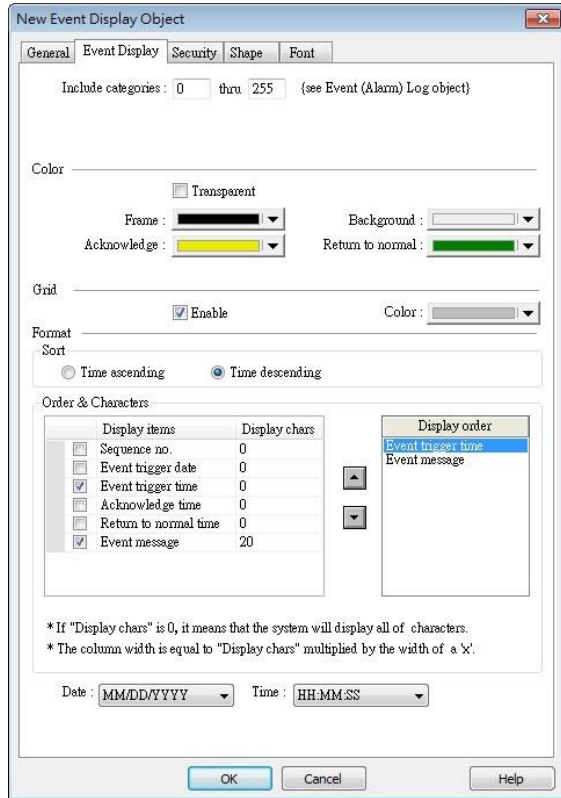 New Event Display Object
General Event Display Security Shape Font
Include categories : 0 thru 255 {see Event (Alarm) Log object}
Color
Transparent
Frame : Background :
Acknowledge : Return to normal :
Grid
Enable Color :
Format
Sort
Time ascending Time descending
Order & Characters
Display items Display chars Display order
Sequence no. 0 Event trigger time
Event trigger date 0 Event message
Event trigger time 0
Acknowledge time 0
Return to normal time 0
Event message 20
* If "Display chars" is 0, it means that the system will display all of characters.
* The column width is equal to "Display chars" multiplied by the width of a 'x'.
Date : MM/DD/YYYY Time : HH:MM:SS
OK Cancel Help